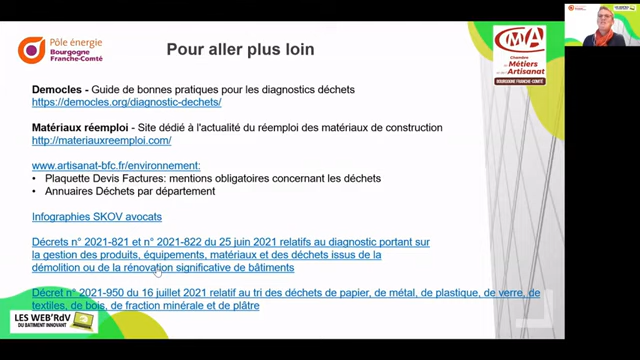 Pôle énergie
Bourgogne
Franche-Comté
Pour aller plus loin
CMA
Chambre
de Métiers
et de l'Artisanat
BOURGOGNE FRANCHE-COMTÉ
Democles - Guide de bonnes pratiques pour les diagnostics déchets
https://democles.org/diagnostic-dechets/
Matériaux réemploi - Site dédié à l'actualité du réemploi des matériaux de construction
http://materiauxreemploi.com/
www.artisanat-bfc.fr/environnement:
• Plaquette Devis Factures: mentions obligatoires concernant les déchets
• Annuaires Déchets par département
Infographies SKOV avocats
Décrets n° 2021-821 et n° 2021-822 du 25 juin 2021 relatifs au diagnostic portant sur
la gestion des produits, équipements, matériaux et des déchets issus de la
démolition ou de la rénovation significative de bâtiments
Décret n° 2021-950 du 16 juillet 2021 relatif au tri des déchets de papier, de métal, de plastique, de verre, de
textiles, de bois, de fraction minérale et de plâtre
LES WEB'RdV
DU BATIMENT INNOVANT